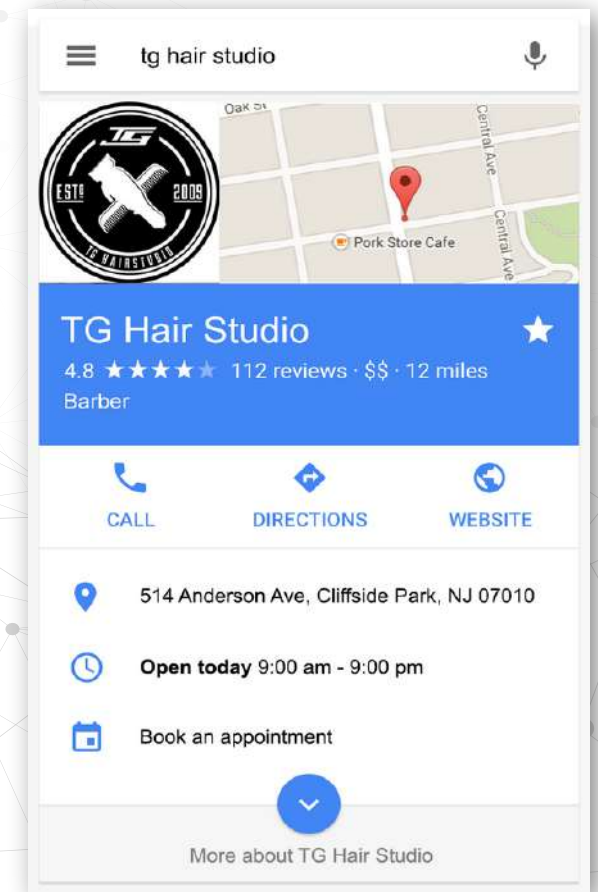 tg hair studio
Oak St
Central Ave
Central Ave
Pork Store Cafe
TG
ESTD 2009
TG HAIRSTUDIO
TG Hair Studio
4.8 ★★★★★ 112 reviews · $$ · 12 miles
Barber
CALL DIRECTIONS WEBSITE
514 Anderson Ave, Cliffside Park, NJ 07010
Open today 9:00 am - 9:00 pm
Book an appointment
More about TG Hair Studio